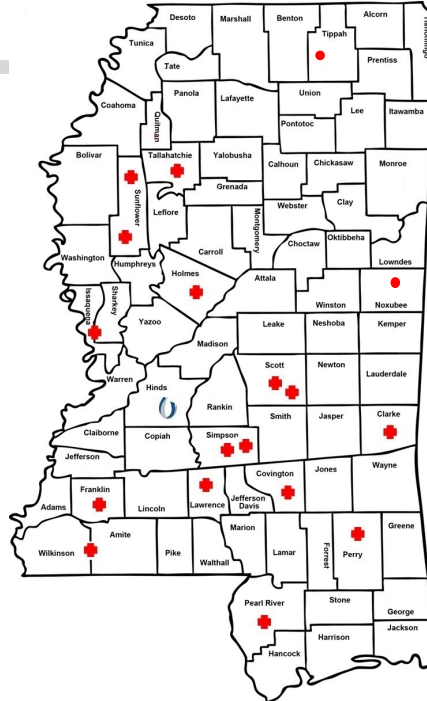 Desoto
Marshall
Benton
Alcorn
Tippah
Tunica
Tate
Prentiss
Panola
Lafayette
Union
Coahoma
Quitman
Lee
Itawamba
Pontotoc
Bolivar
Tallahatchie
Yalobusha
Calhoun
Chickasaw
Monroe
Sunflower
Grenada
Leflore
Webster
Clay
Montgomery
Carroll
Choctaw
Oktibbeha
Washington
Humphreys
Lowndes
Holmes
Attala
Issaquena
Sharkey
Winston
Noxubee
Yazoo
Leake
Neshoba
Kemper
Madison
Scott
Newton
Lauderdale
Warren
Hinds
Rankin
Smith
Jasper
Clarke
Claiborne
Copiah
Simpson
Jefferson
Covington
Jones
Wayne
Franklin
Adams
Lincoln
Lawrence
Jefferson
Davis
Marion
Greene
Amite
Wilkinson
Pike
Walthall
Lamar
Forrest
Perry
Pearl River
Stone
George
Jackson
Harrison
Hancock